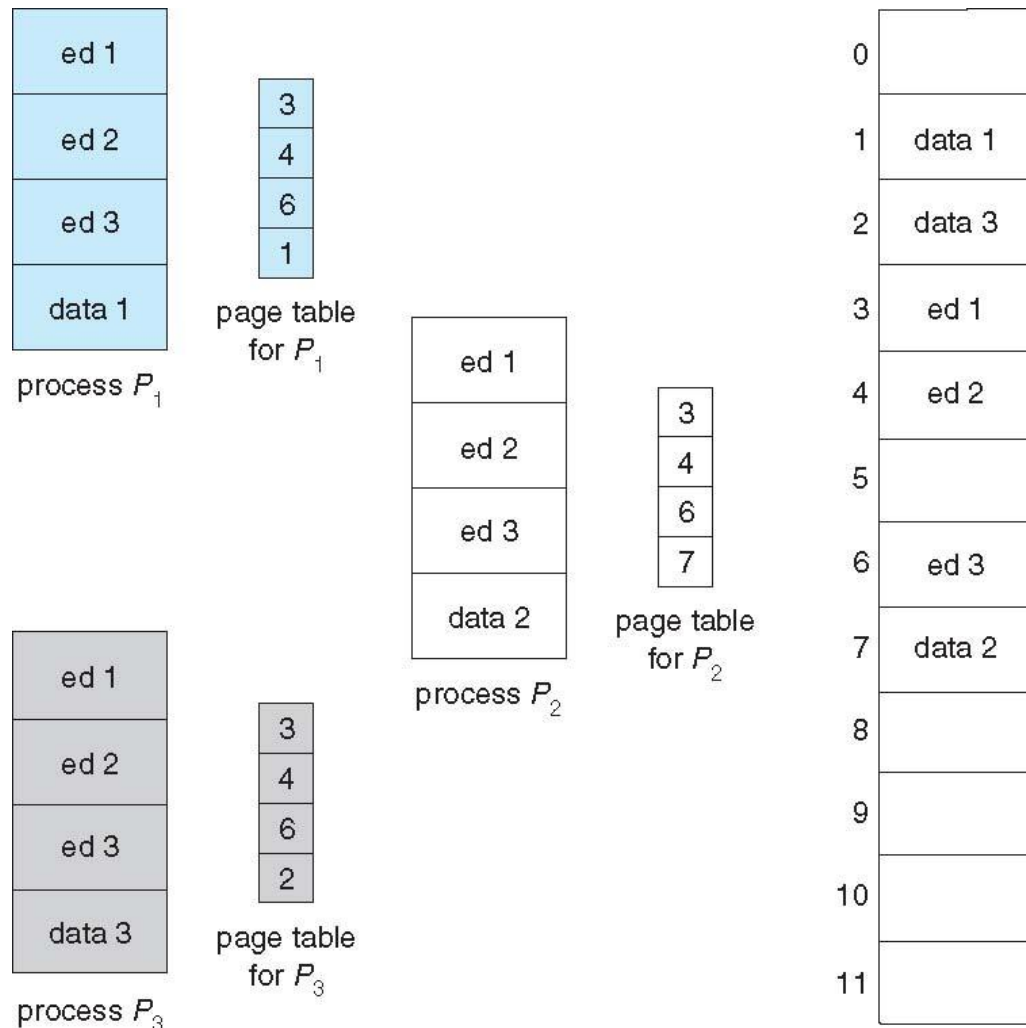 ed 1
ed 2
ed 3
data 1
process P1
3
4
6
1
page table
for P1
ed 1
ed 2
ed 3
data 2
process P2
3
4
6
7
page table
for P2
ed 1
ed 2
ed 3
data 3
process P3
3
4
6
2
page table
for P3
0
1 data 1
2 data 3
3 ed 1
4 ed 2
5
6 ed 3
7 data 2
8
9
10
11